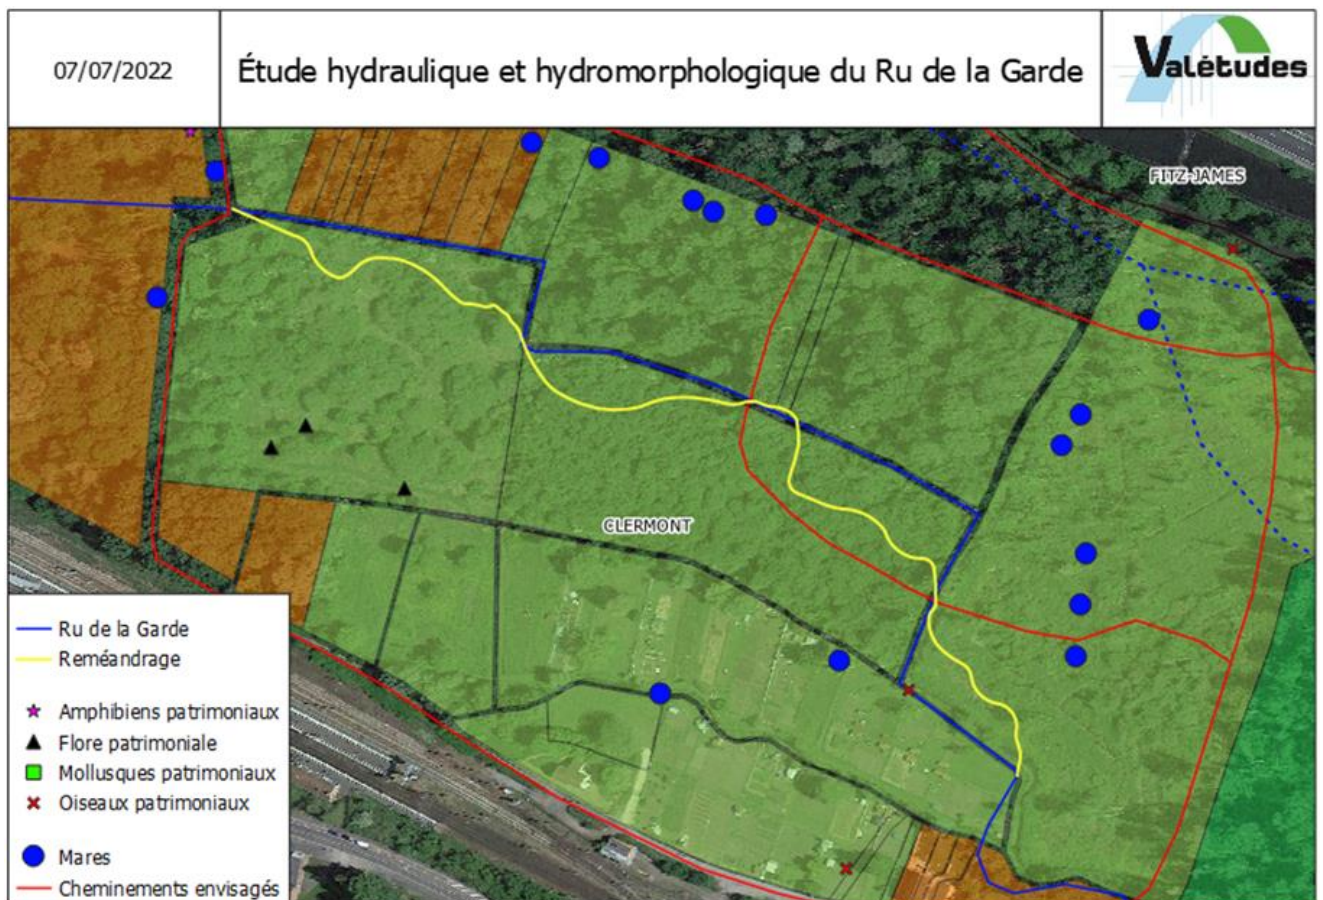 07/07/2022
Étude hydraulique et hydromorphologique du Ru de la Garde
Valétudes
FITZ-JAMES
CLERMONT
Ru de la Garde
Reméandrage
Amphibiens patrimoniaux
Flore patrimoniale
Mollusques patrimoniaux
Oiseaux patrimoniaux
Mares
Cheminements envisagés